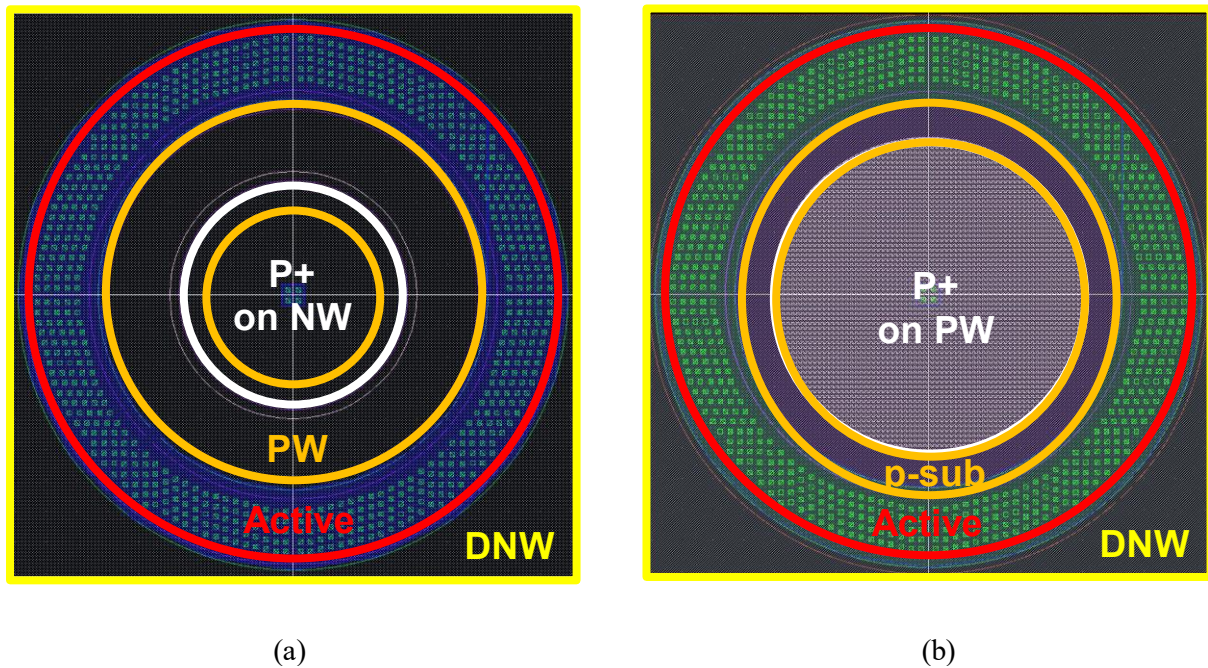 P+
on NW
PW
Active
DNW
(a)
P+
on PW
p-sub
Active
DNW
(b)